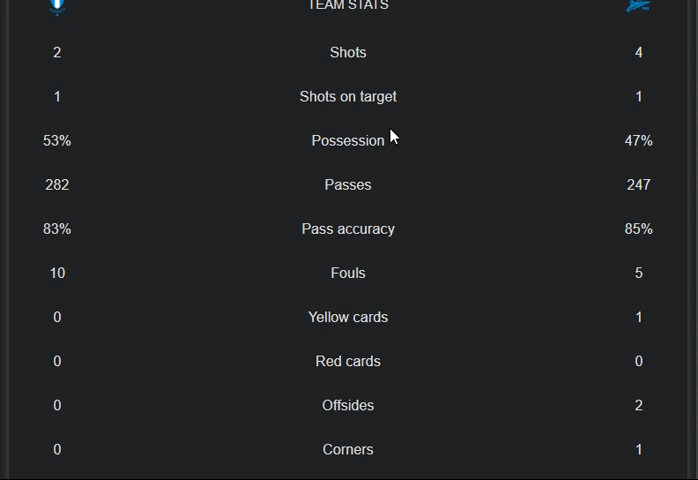 TEAM STATS
2 Shots 4
1 Shots on target 1
53% Possession 47%
282 Passes 247
83% Pass accuracy 85%
10 Fouls 5
0 Yellow cards 1
0 Red cards 0
0 Offsides 2
0 Corners 1